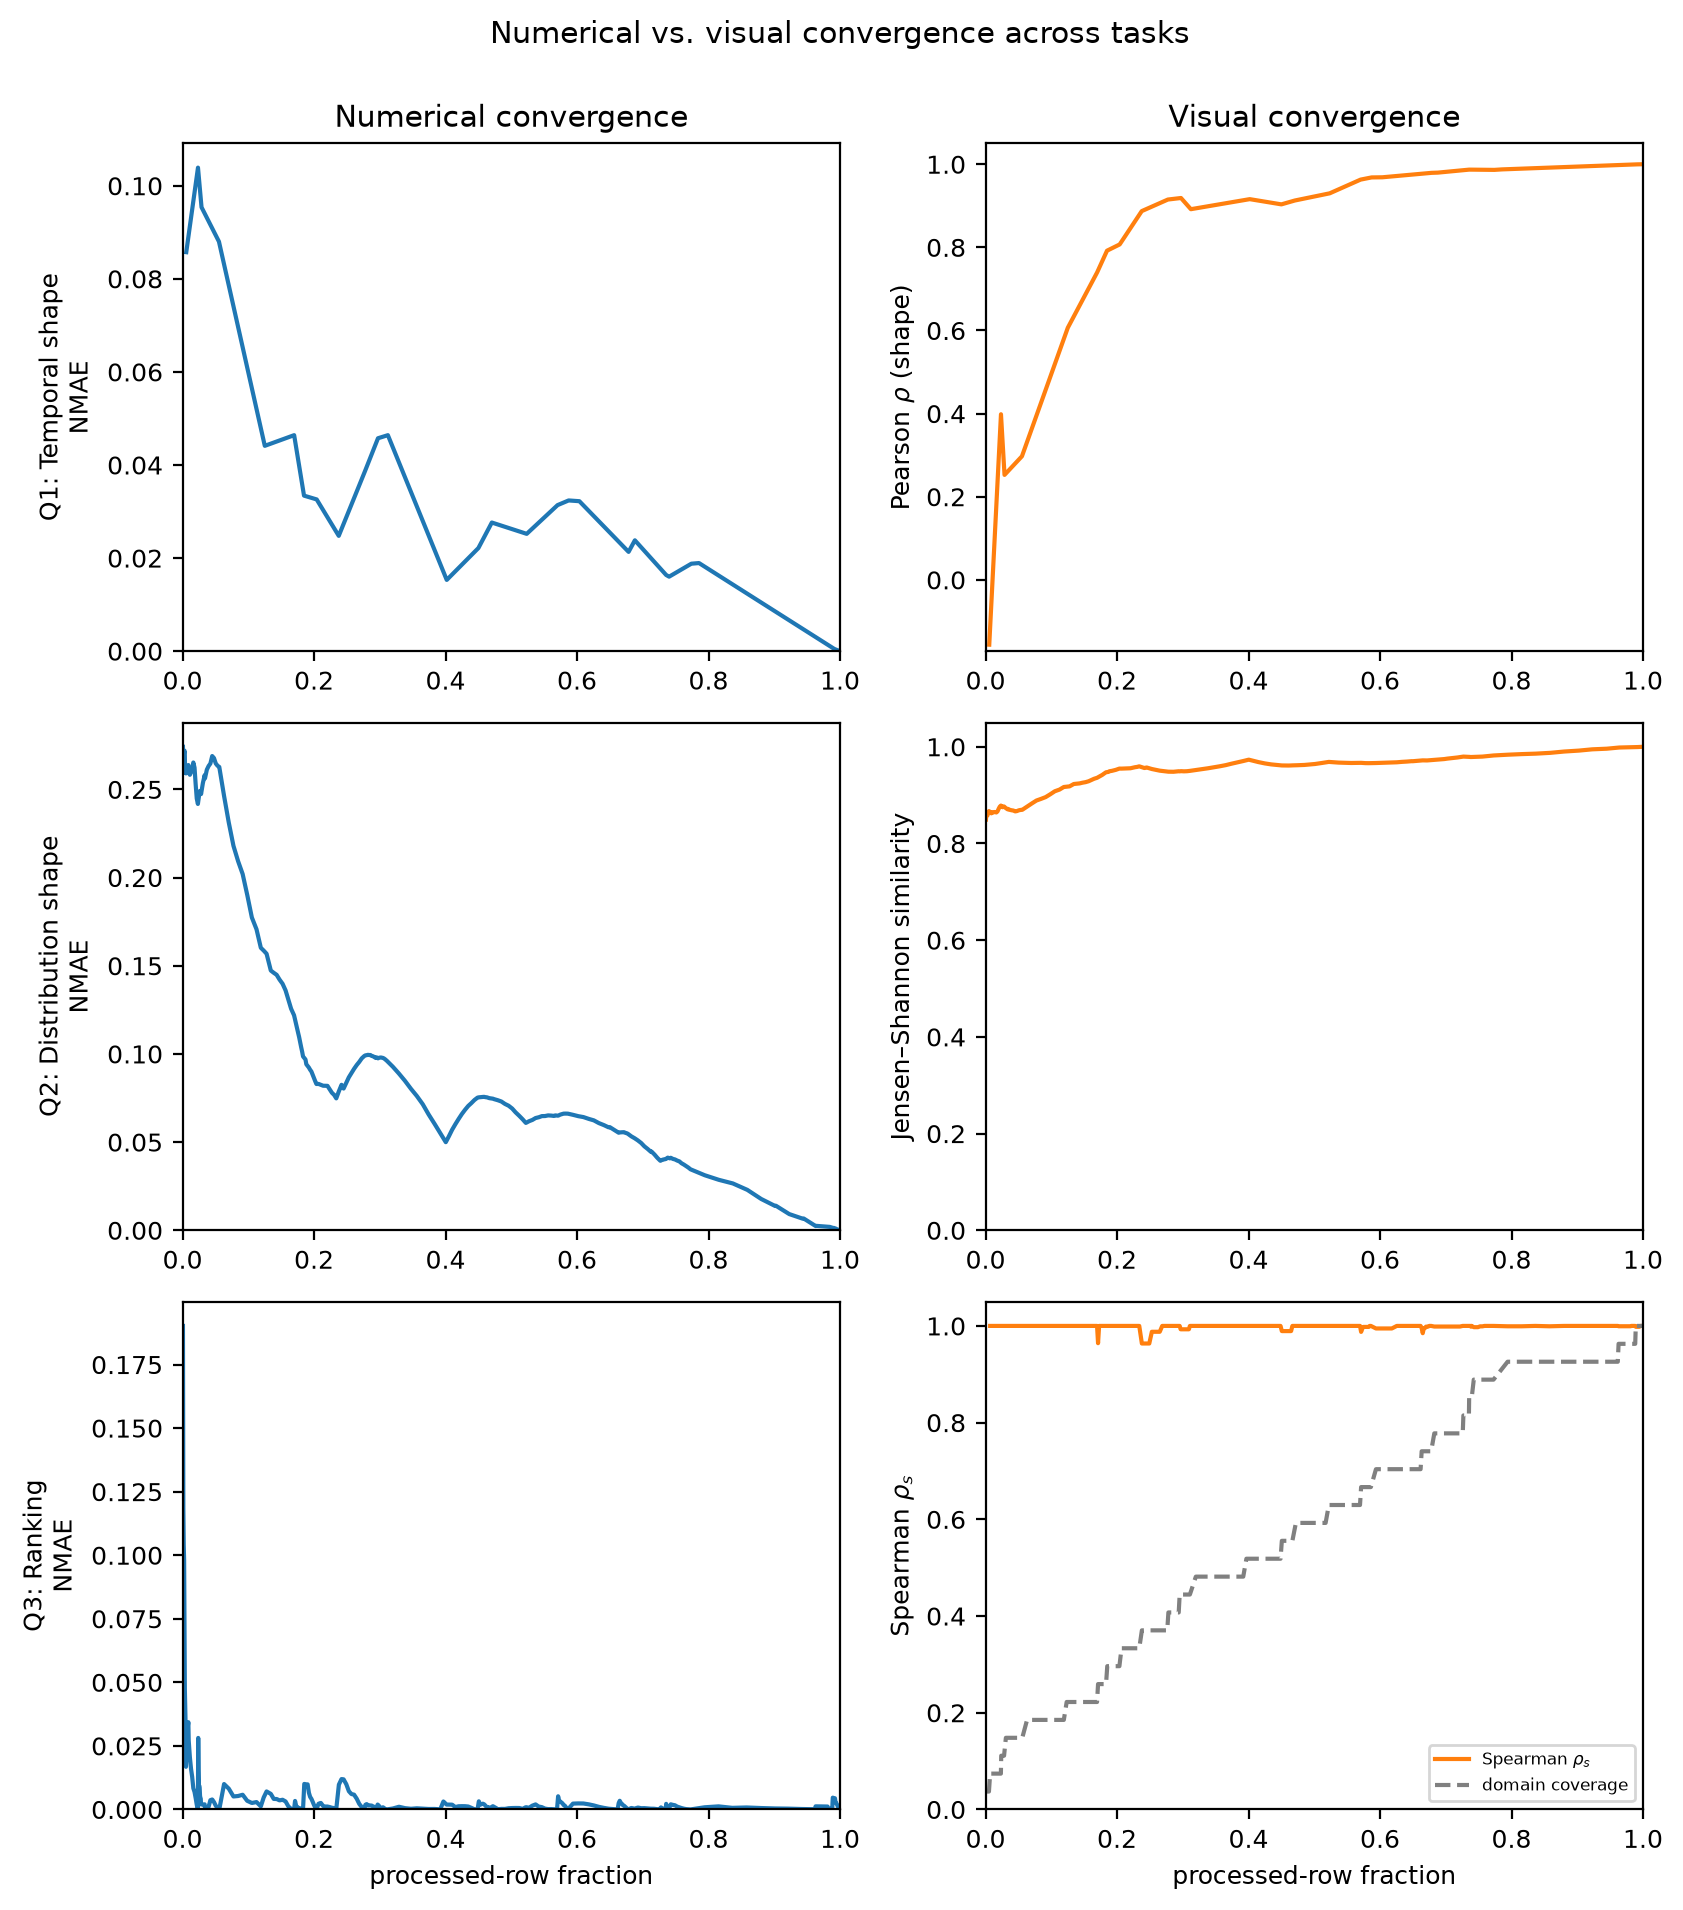 Numerical vs. visual convergence across tasks
Numerical convergence
Q1: Temporal shape
NMAE
0.10
0.08
0.06
0.04
0.02
0.00
0.0 0.2 0.4 0.6 0.8 1.0
Visual convergence
Pearson ρ (shape)
1.0
0.8
0.6
0.4
0.2
0.0
0.0 0.2 0.4 0.6 0.8 1.0
Q2: Distribution shape
NMAE
0.25
0.20
0.15
0.10
0.05
0.00
0.0 0.2 0.4 0.6 0.8 1.0
Jensen–Shannon similarity
1.0
0.8
0.6
0.4
0.2
0.0
0.0 0.2 0.4 0.6 0.8 1.0
Q3: Ranking
NMAE
0.175
0.150
0.125
0.100
0.075
0.050
0.025
0.000
0.0 0.2 0.4 0.6 0.8 1.0
processed-row fraction
Spearman ρₛ
1.0
0.8
0.6
0.4
0.2
0.0
Spearman ρₛ
domain coverage
0.0 0.2 0.4 0.6 0.8 1.0
processed-row fraction